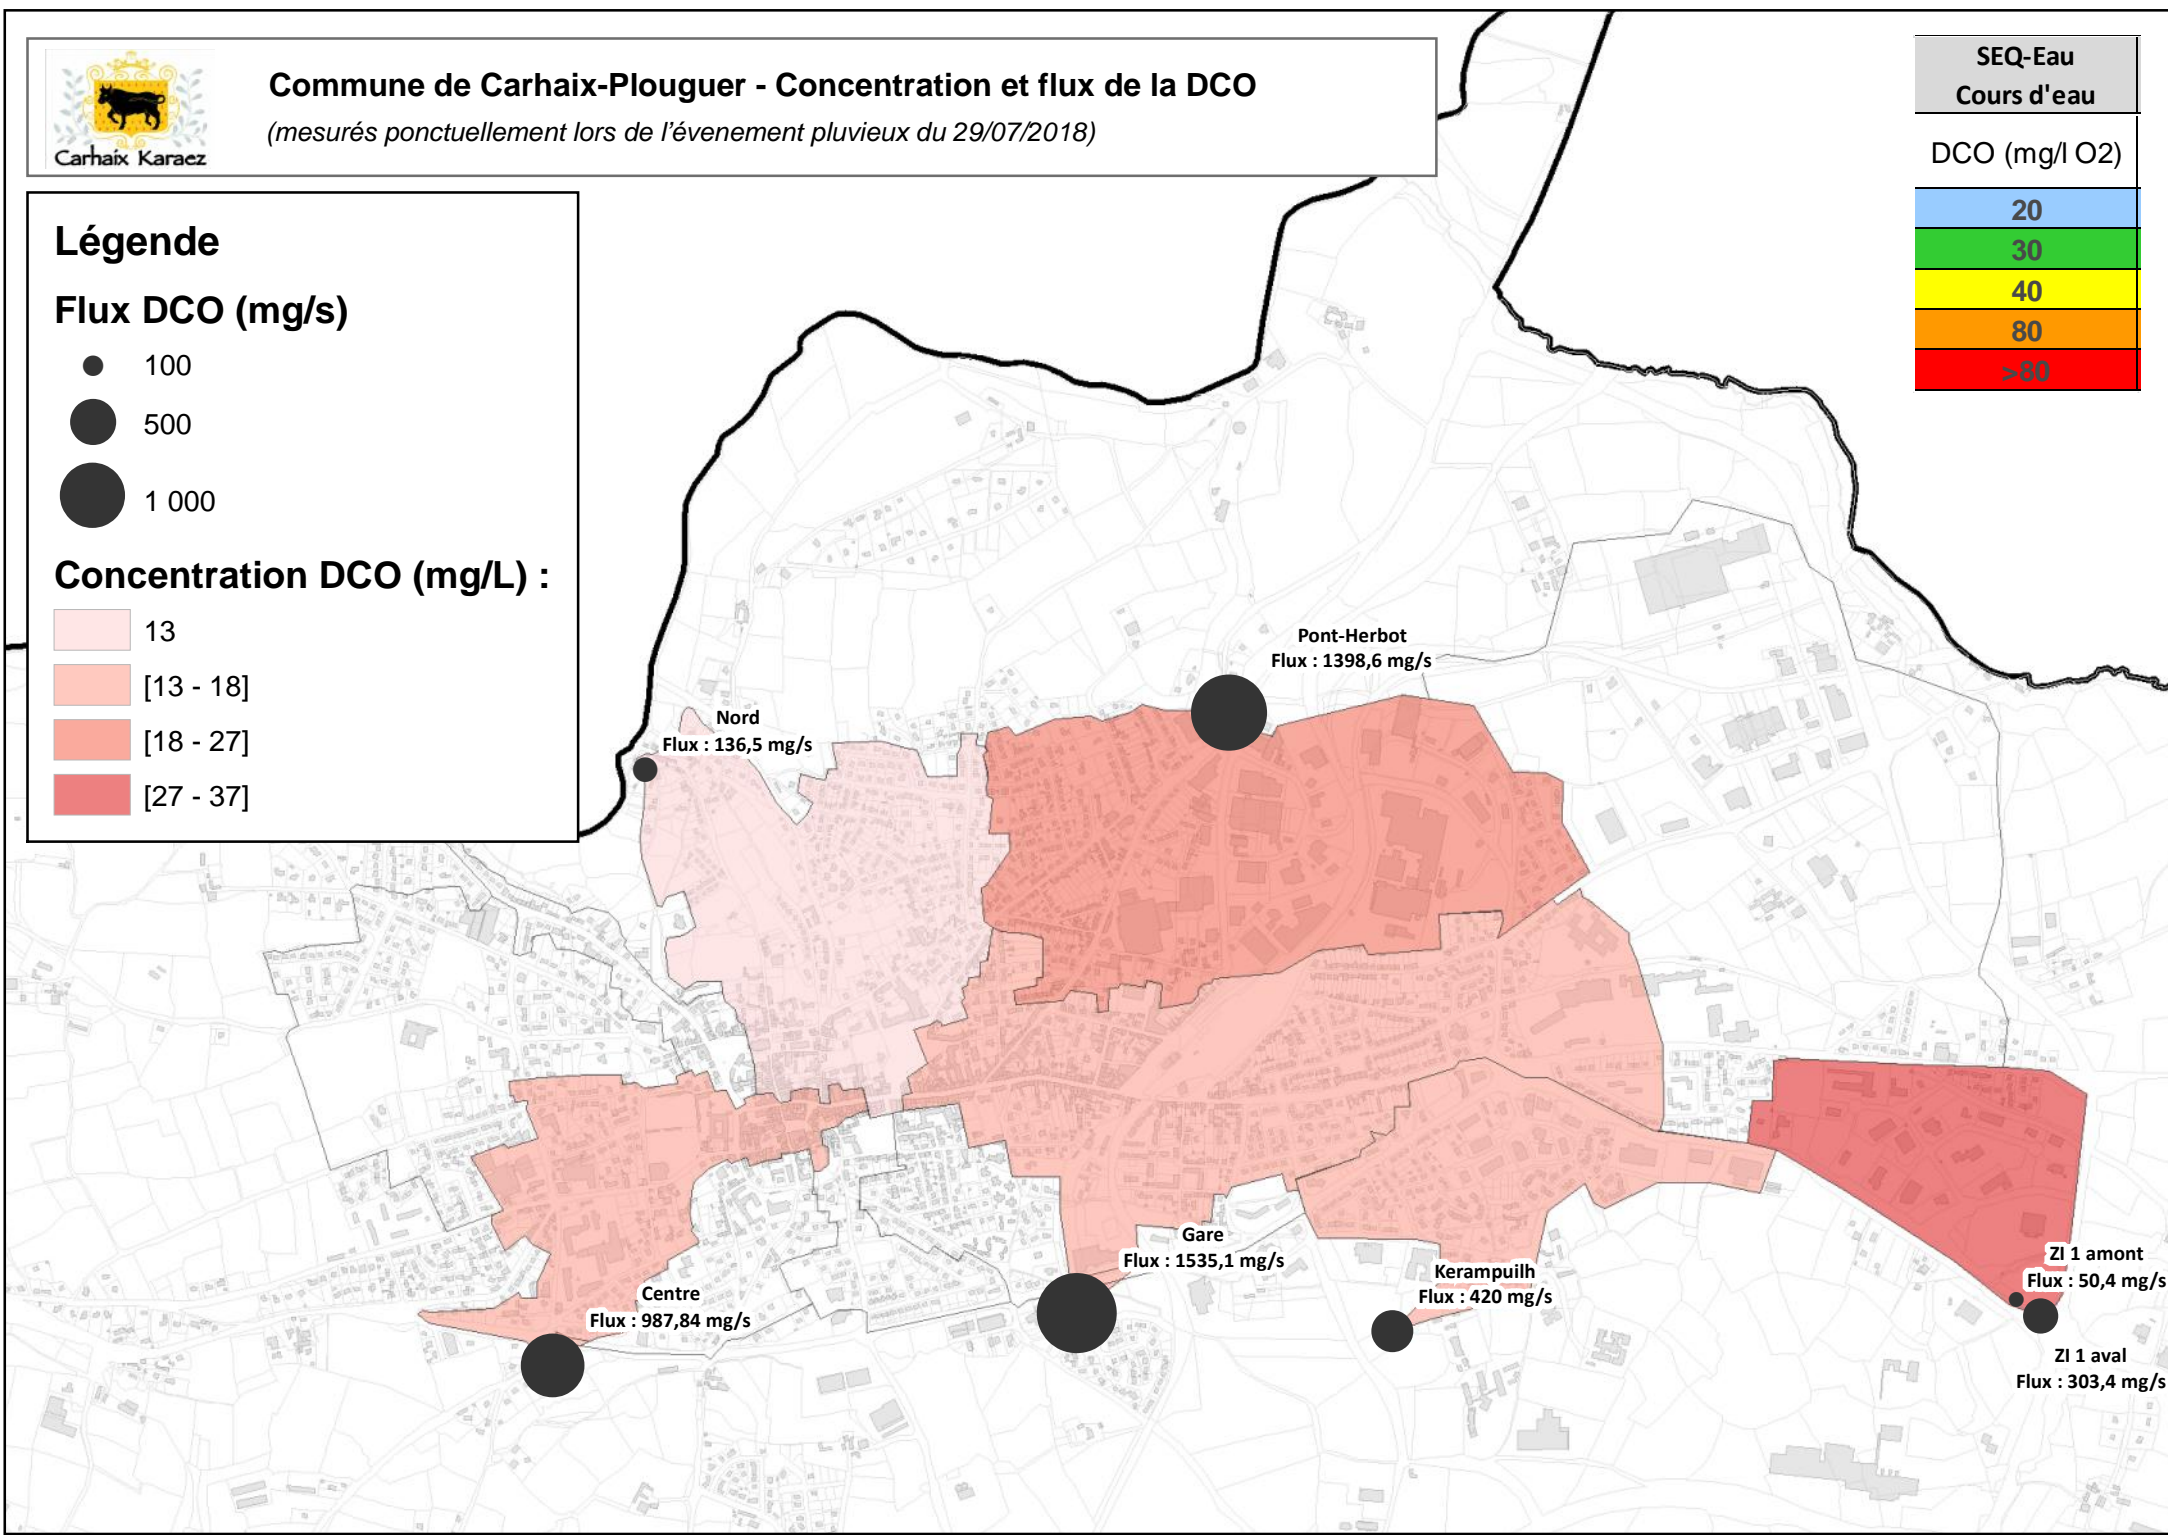 Carhaix Karaez
Commune de Carhaix-Plouguer - Concentration et flux de la DCO
(mesurés ponctuellement lors de l'évenement pluvieux du 29/07/2018)
SEQ-Eau
Cours d'eau
DCO (mg/l O2)
20
30
40
80
>80
Légende
Flux DCO (mg/s)
100
500
1 000
Concentration DCO (mg/L) :
13
[13 - 18]
[18 - 27]
[27 - 37]
Pont-Herbot
Flux : 1398,6 mg/s
Nord
Flux : 136,5 mg/s
Gare
Flux : 1535,1 mg/s
Kerampuilh
Flux : 420 mg/s
Centre
Flux : 987,84 mg/s
ZI 1 amont
Flux : 50,4 mg/s
ZI 1 aval
Flux : 303,4 mg/s